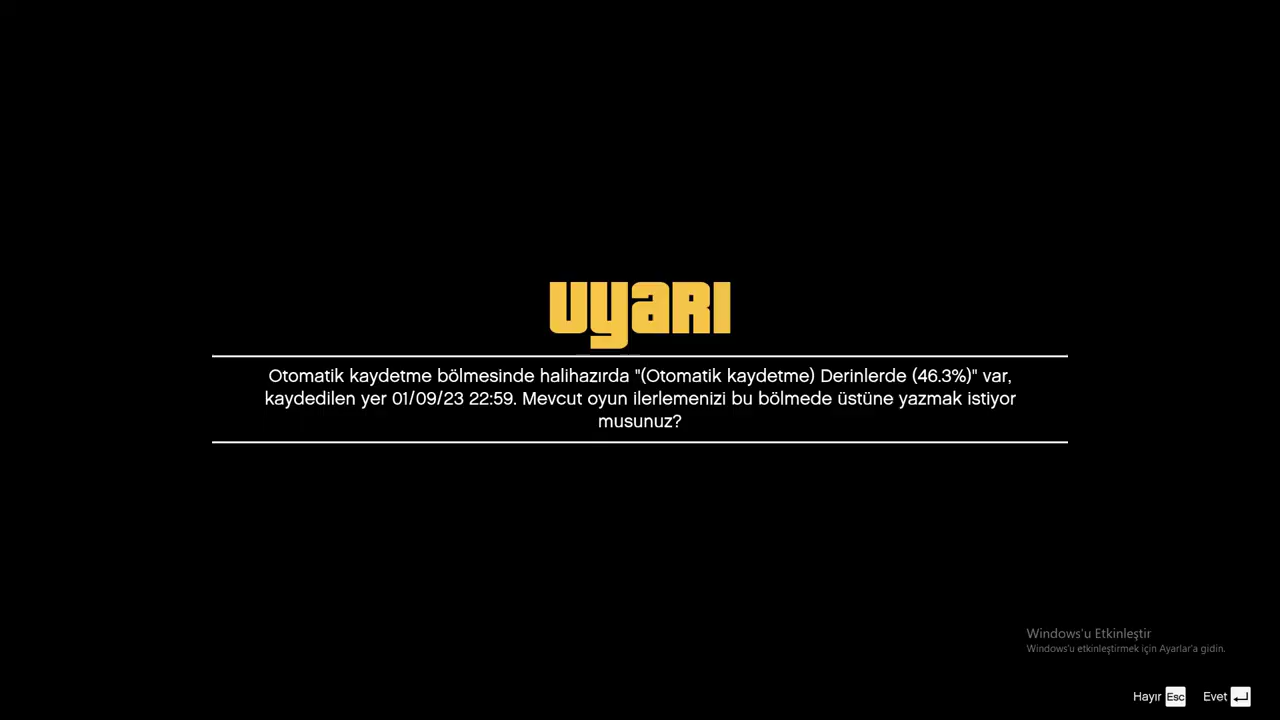 uyarı
Otomatik kaydetme bölmesinde halihazırda "(Otomatik kaydetme) Derinlerde (46.3%)" var,
kaydedilen yer 01/09/23 22:59. Mevcut oyun ilerlemenizi bu bölmede üstüne yazmak istiyor
musunuz?
Windows'u Etkinleştir
Windows'u etkinleştirmek için Ayarlar'a gidin.
Hayır Esc Evet